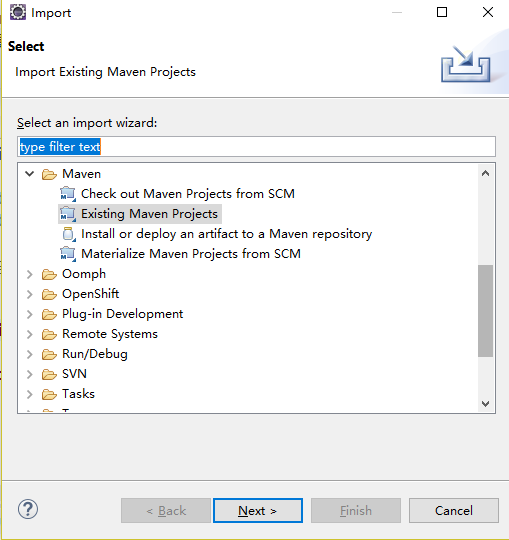 Import
Select
Import Existing Maven Projects
Select an import wizard:
type filter text
Maven
Check out Maven Projects from SCM
Existing Maven Projects
Install or deploy an artifact to a Maven repository
Materialize Maven Projects from SCM
Oomph
OpenShift
Plug-in Development
Remote Systems
Run/Debug
SVN
Tasks
< Back
Next >
Finish
Cancel